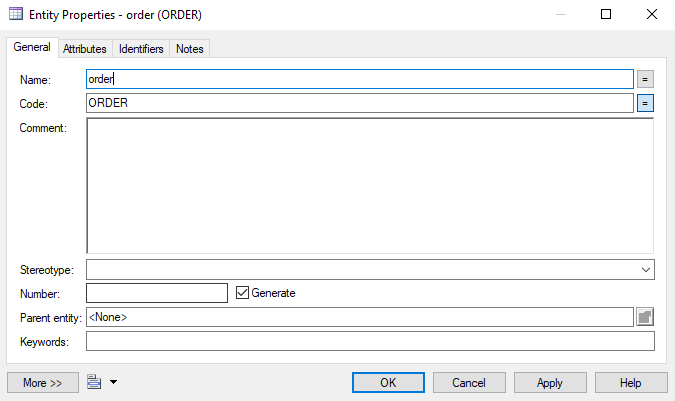 Entity Properties - order (ORDER)
General Attributes Identifiers Notes
Name: order =
Code: ORDER =
Comment:
Stereotype:
Number: Generate
Parent entity: <None>
Keywords:
More >> OK Cancel Apply Help